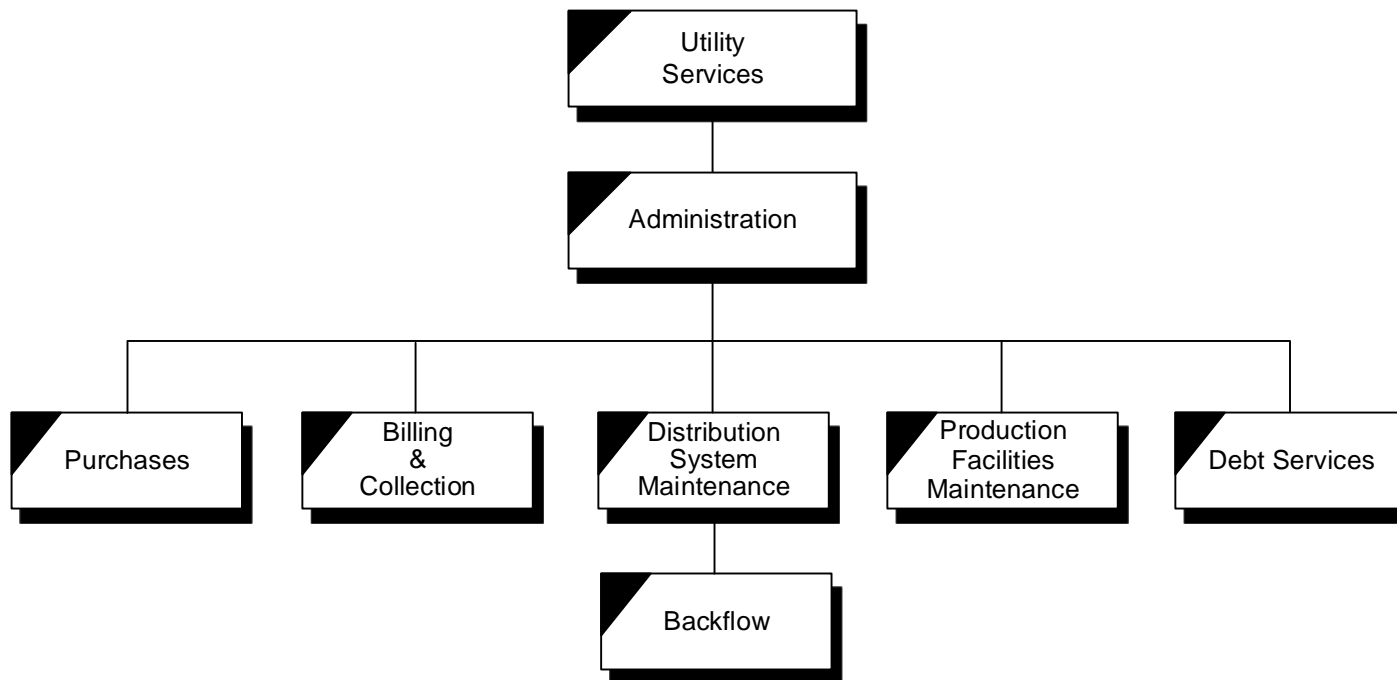 Utility
Services
Administration
Purchases
Billing
&
Collection
Distribution
System
Maintenance
Production
Facilities
Maintenance
Debt Services
Backflow